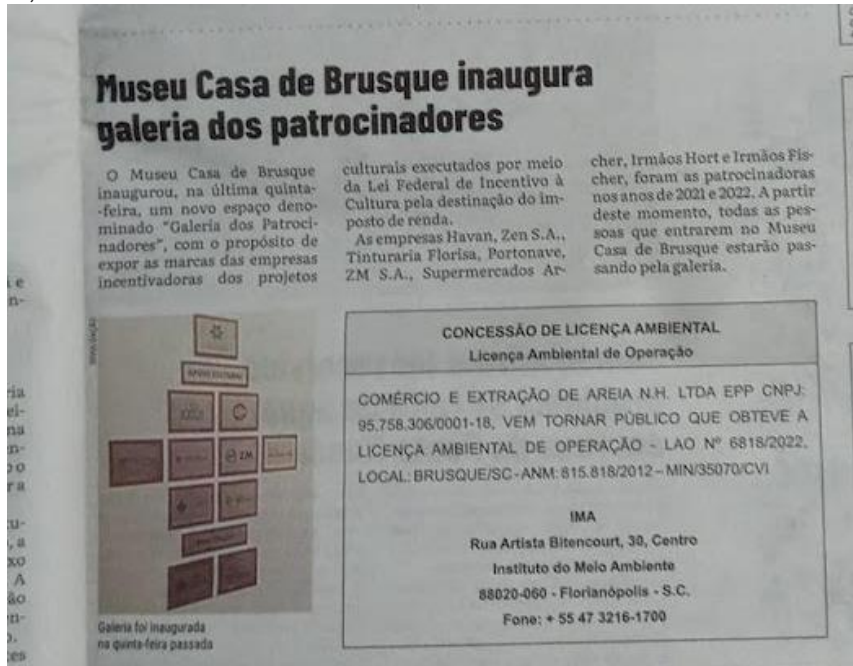 Museu Casa de Brusque inaugura
galeria dos patrocinadores
O Museu Casa de Brusque
inaugurou, na última quinta-
-feira, um novo espaço deno-
minado "Galeria dos Patroci-
nadores", com o propósito de
expor as marcas das empresas
incentivadoras dos projetos
culturais executados por meio
da Lei Federal de Incentivo à
Cultura pela destinação do im-
posto de renda.
As empresas Havan, Zen S.A.,
Tinturaria Florisa, Portonave,
ZM S.A., Supermercados Ar-
cher, Irmãos Hort e Irmãos Fis-
cher, foram as patrocinadoras
nos anos de 2021 e 2022. A partir
deste momento, todas as pes-
soas que entrarem no Museu
Casa de Brusque estarão pas-
sando pela galeria.
APOIO CULTURAL
ZM
Galeria foi inaugurada
na quinta-feira passada
CONCESSÃO DE LICENÇA AMBIENTAL
Licença Ambiental de Operação
COMÉRCIO E EXTRAÇÃO DE AREIA N.H. LTDA EPP CNPJ:
95.758.306/0001-18, VEM TORNAR PÚBLICO QUE OBTEVE A
LICENÇA AMBIENTAL DE OPERAÇÃO - LAO Nº 6818/2022,
LOCAL: BRUSQUE/SC - ANM: 815.818/2012 – MIN/35070/CVI
IMA
Rua Artista Bitencourt, 30, Centro
Instituto do Meio Ambiente
88020-060 - Florianópolis - S.C.
Fone: + 55 47 3216-1700